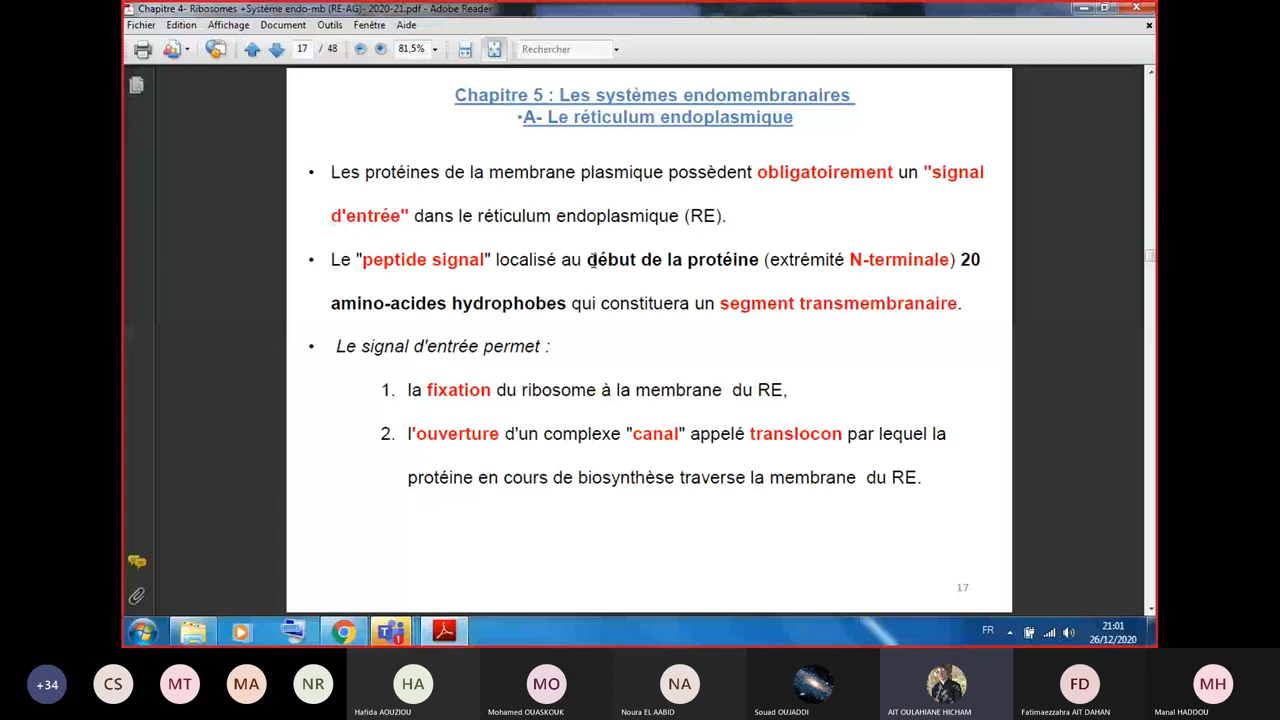 Chapitre 4- Ribosomes +Système endo-mb (RE-AG)- 2020-21.pdf - Adobe Reader
Fichier Edition Affichage Document Outils Fenêtre Aide
17 / 48 81,5% Rechercher
Chapitre 5 : Les systèmes endomembranaires
•A- Le réticulum endoplasmique
• Les protéines de la membrane plasmique possèdent obligatoirement un "signal
d'entrée" dans le réticulum endoplasmique (RE).
• Le "peptide signal" localisé au début de la protéine (extrémité N-terminale) 20
amino-acides hydrophobes qui constituera un segment transmembranaire.
• Le signal d'entrée permet :
1. la fixation du ribosome à la membrane du RE,
2. l'ouverture d'un complexe "canal" appelé translocon par lequel la
protéine en cours de biosynthèse traverse la membrane du RE.
17
FR 21:01
26/12/2020
+34 CS MT MA NR HA MO NA FD MH
Hafida AOUZIOU Mohamed OUASKOUK Noura EL AABID Souad OUJADDI AIT OULAHIANE HICHAM Fatimaezzahra AIT DAHAN Manal HADDOU